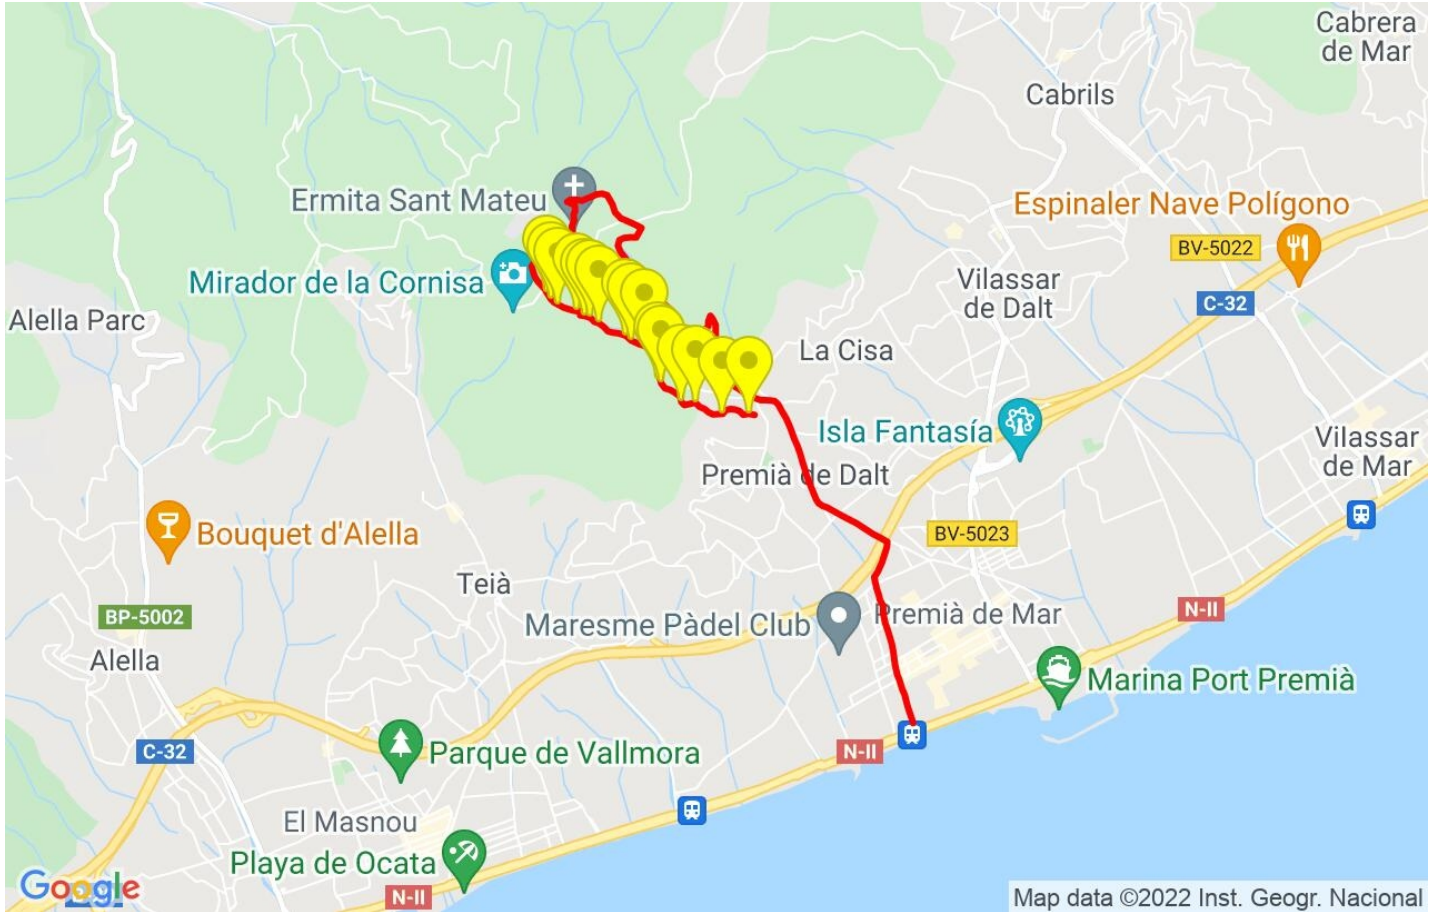 Cabrera
de Mar
Cabrils
Ermita Sant Mateu
Espinaler Nave Polígono
BV-5022
Mirador de la Cornisa
Vilassar
de Dalt
C-32
Alella Parc
La Cisa
Isla Fantasía
Vilassar
de Mar
Premià de Dalt
Bouquet d'Alella
BV-5023
Teià
BP-5002
Maresme Pàdel Club
Premià de Mar
N-II
Alella
Marina Port Premià
C-32
Parque de Vallmora
N-II
El Masnou
Playa de Ocata
Google
N-II
Map data ©2022 Inst. Geogr. Nacional